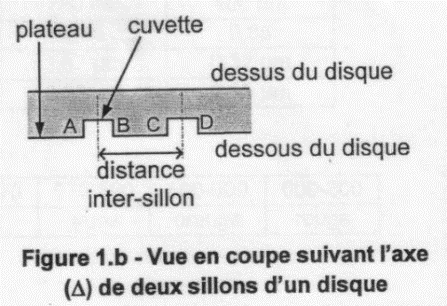 plateau cuvette
dessus du disque
A B C D
dessous du disque
distance
inter-sillon
Figure 1.b - Vue en coupe suivant l'axe
(Δ) de deux sillons d'un disque